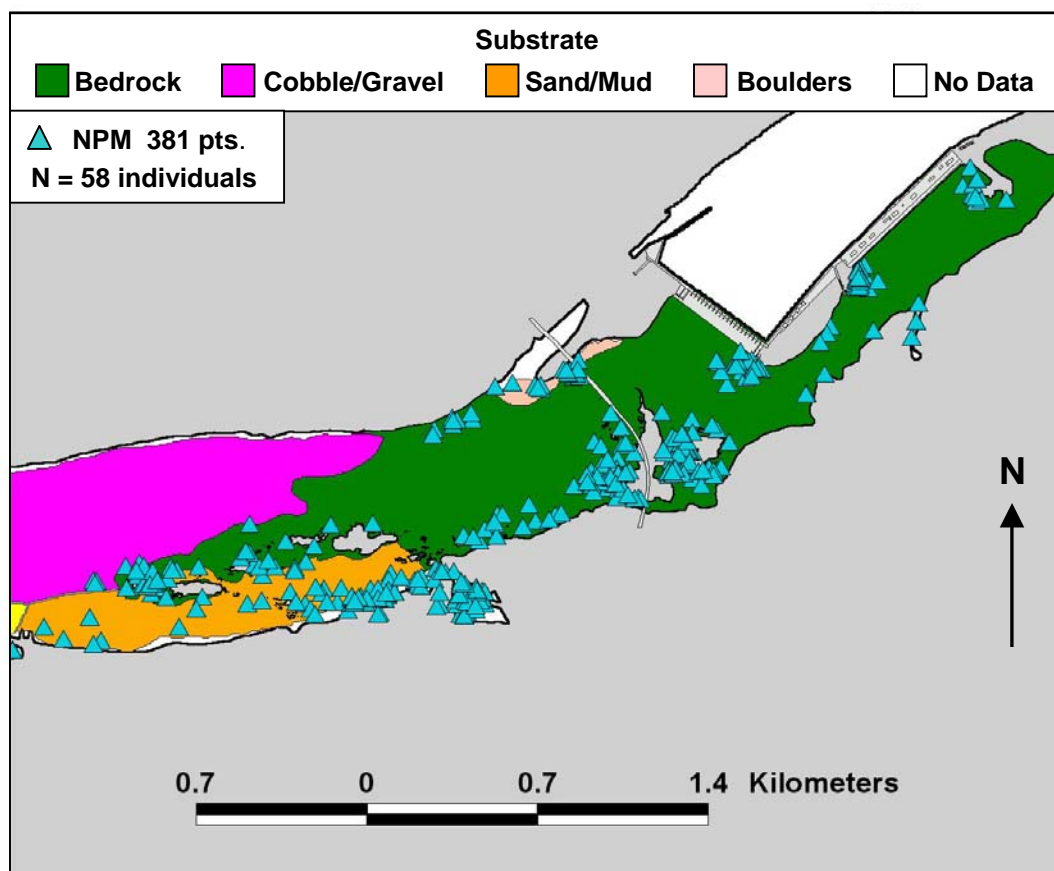 Substrate
Bedrock Cobble/Gravel Sand/Mud Boulders No Data
NPM 381 pts.
N = 58 individuals
N
0.7 0 0.7 1.4 Kilometers